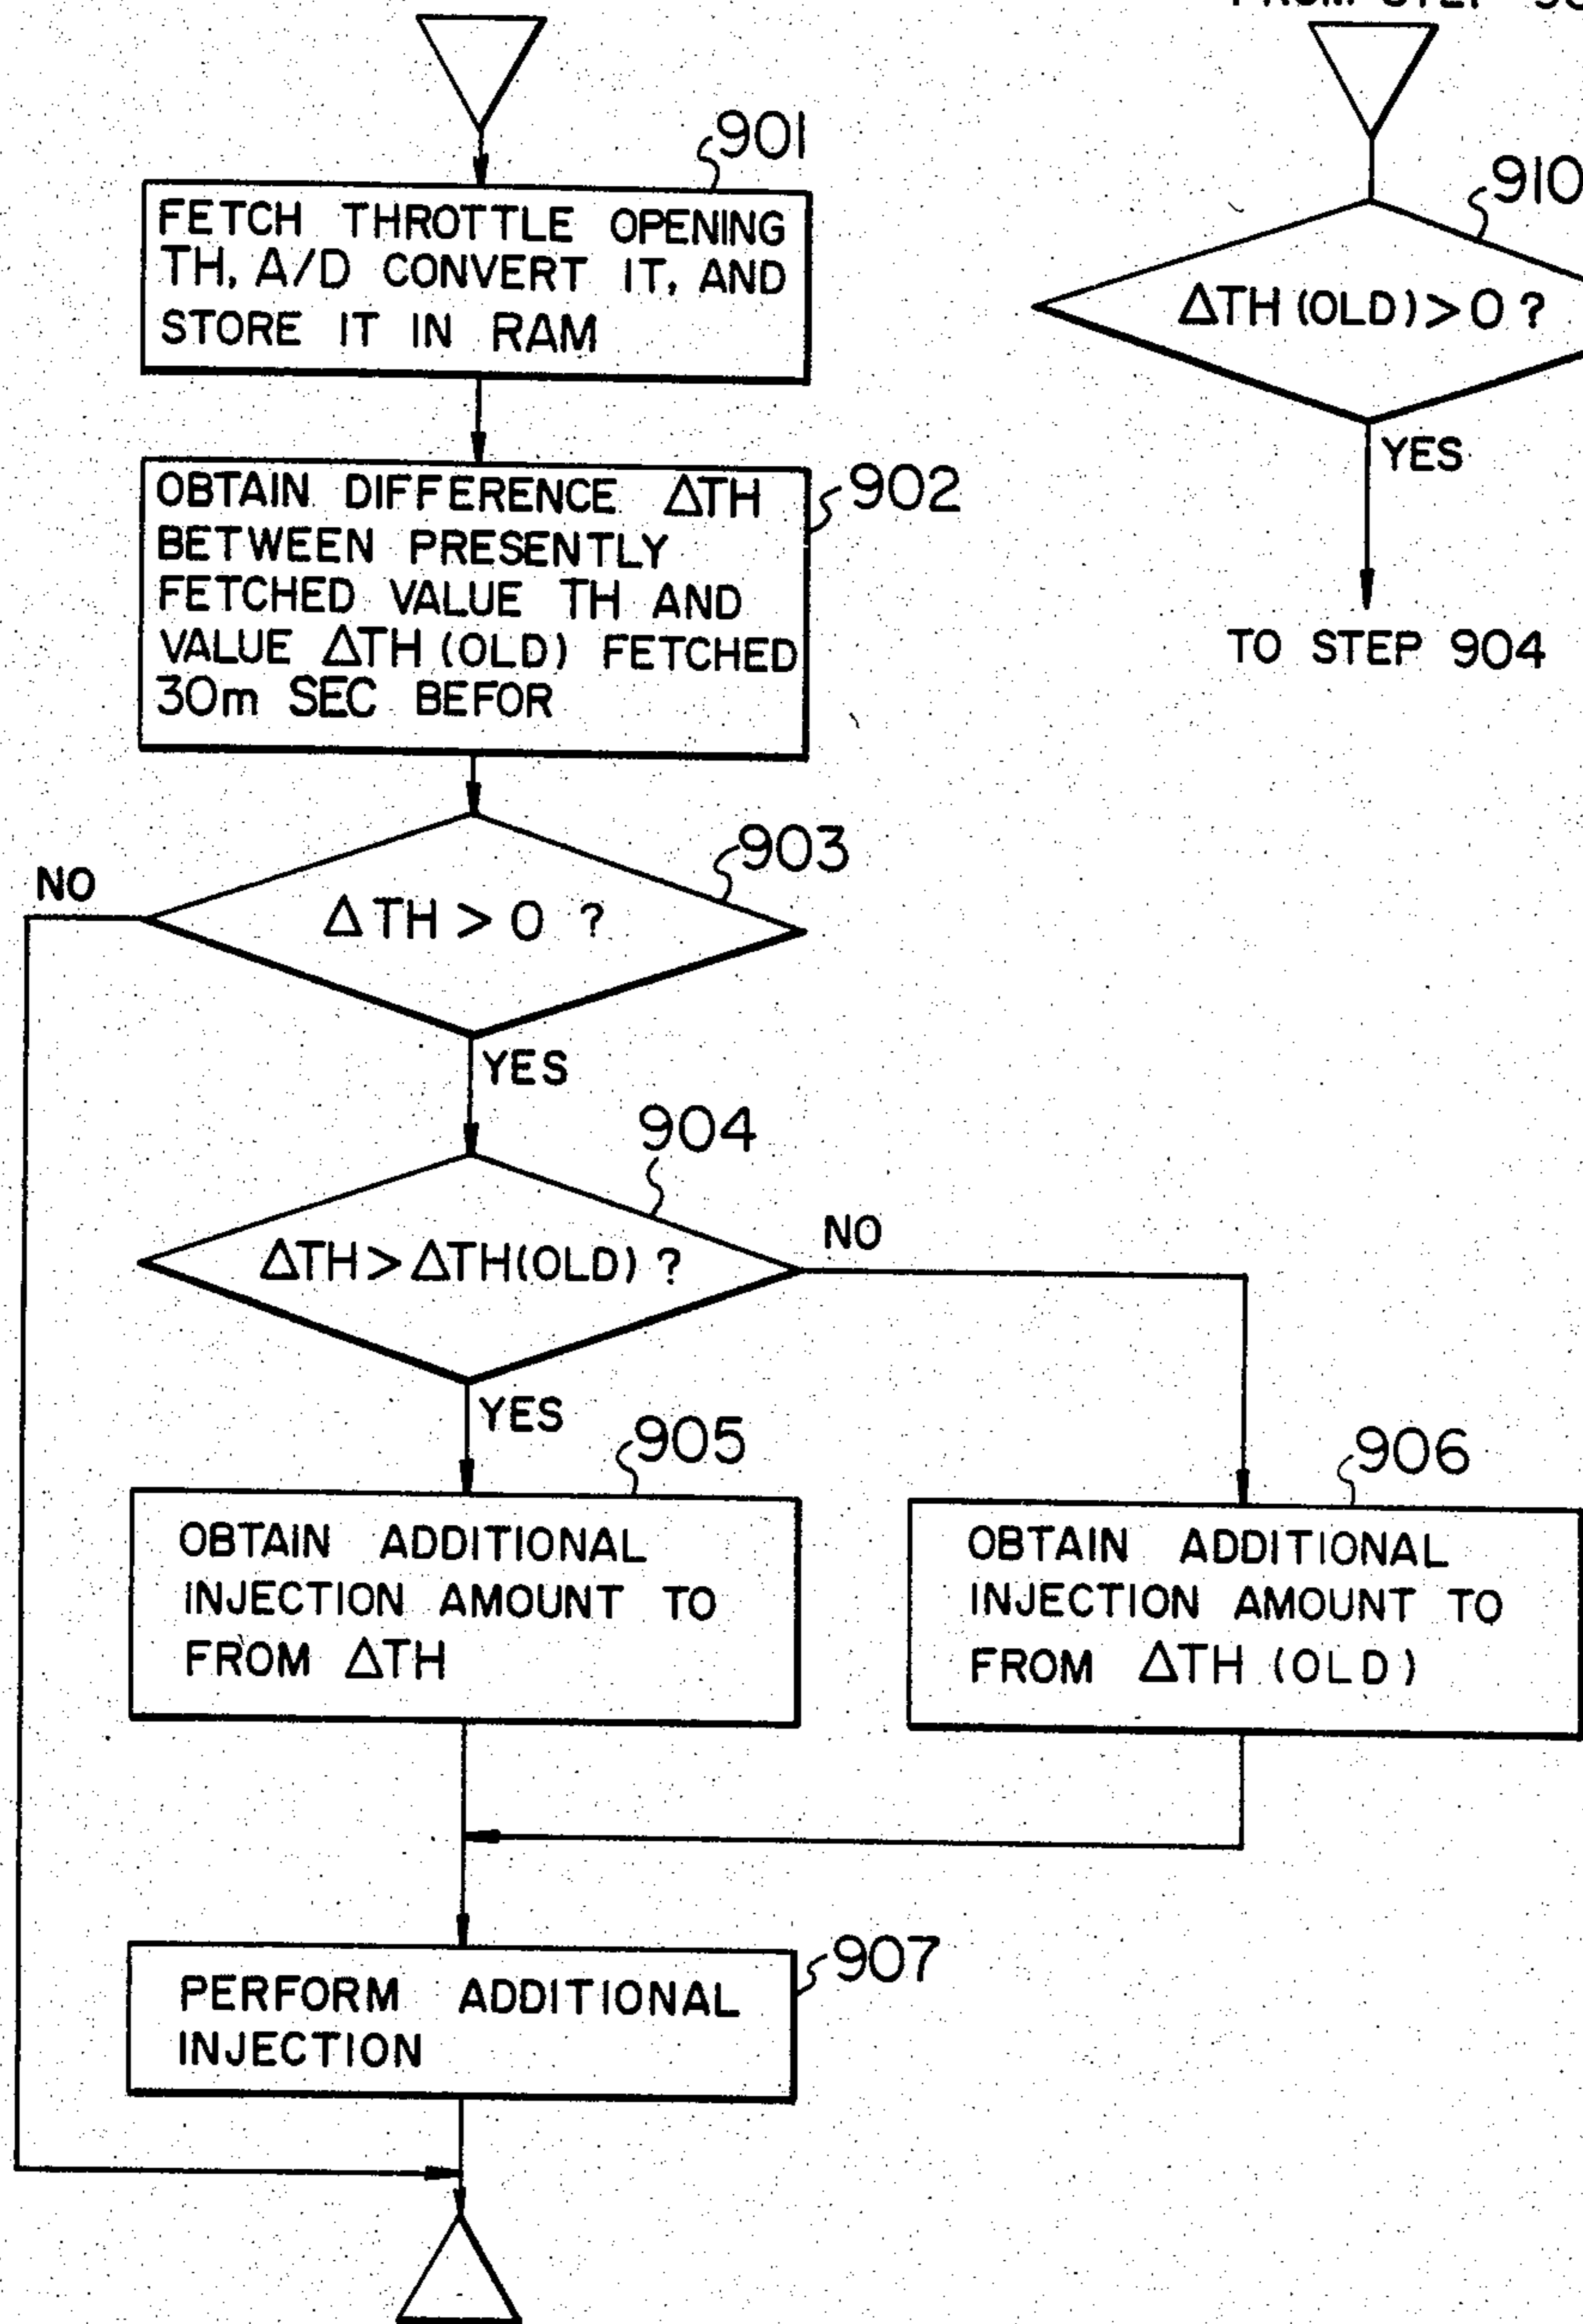 901
FETCH THROTTLE OPENING
TH, A/D CONVERT IT, AND
STORE IT IN RAM
902
OBTAIN DIFFERENCE ΔTH
BETWEEN PRESENTLY
FETCHED VALUE TH AND
VALUE ΔTH (OLD) FETCHED
30m SEC BEFOR
903
NO
ΔTH > 0 ?
YES
904
ΔTH > ΔTH(OLD) ?
NO
YES
905
OBTAIN ADDITIONAL
INJECTION AMOUNT TO
FROM ΔTH
906
OBTAIN ADDITIONAL
INJECTION AMOUNT TO
FROM ΔTH (OLD)
907
PERFORM ADDITIONAL
INJECTION
FROM STEP
910
ΔTH (OLD) > 0 ?
YES
TO STEP 904